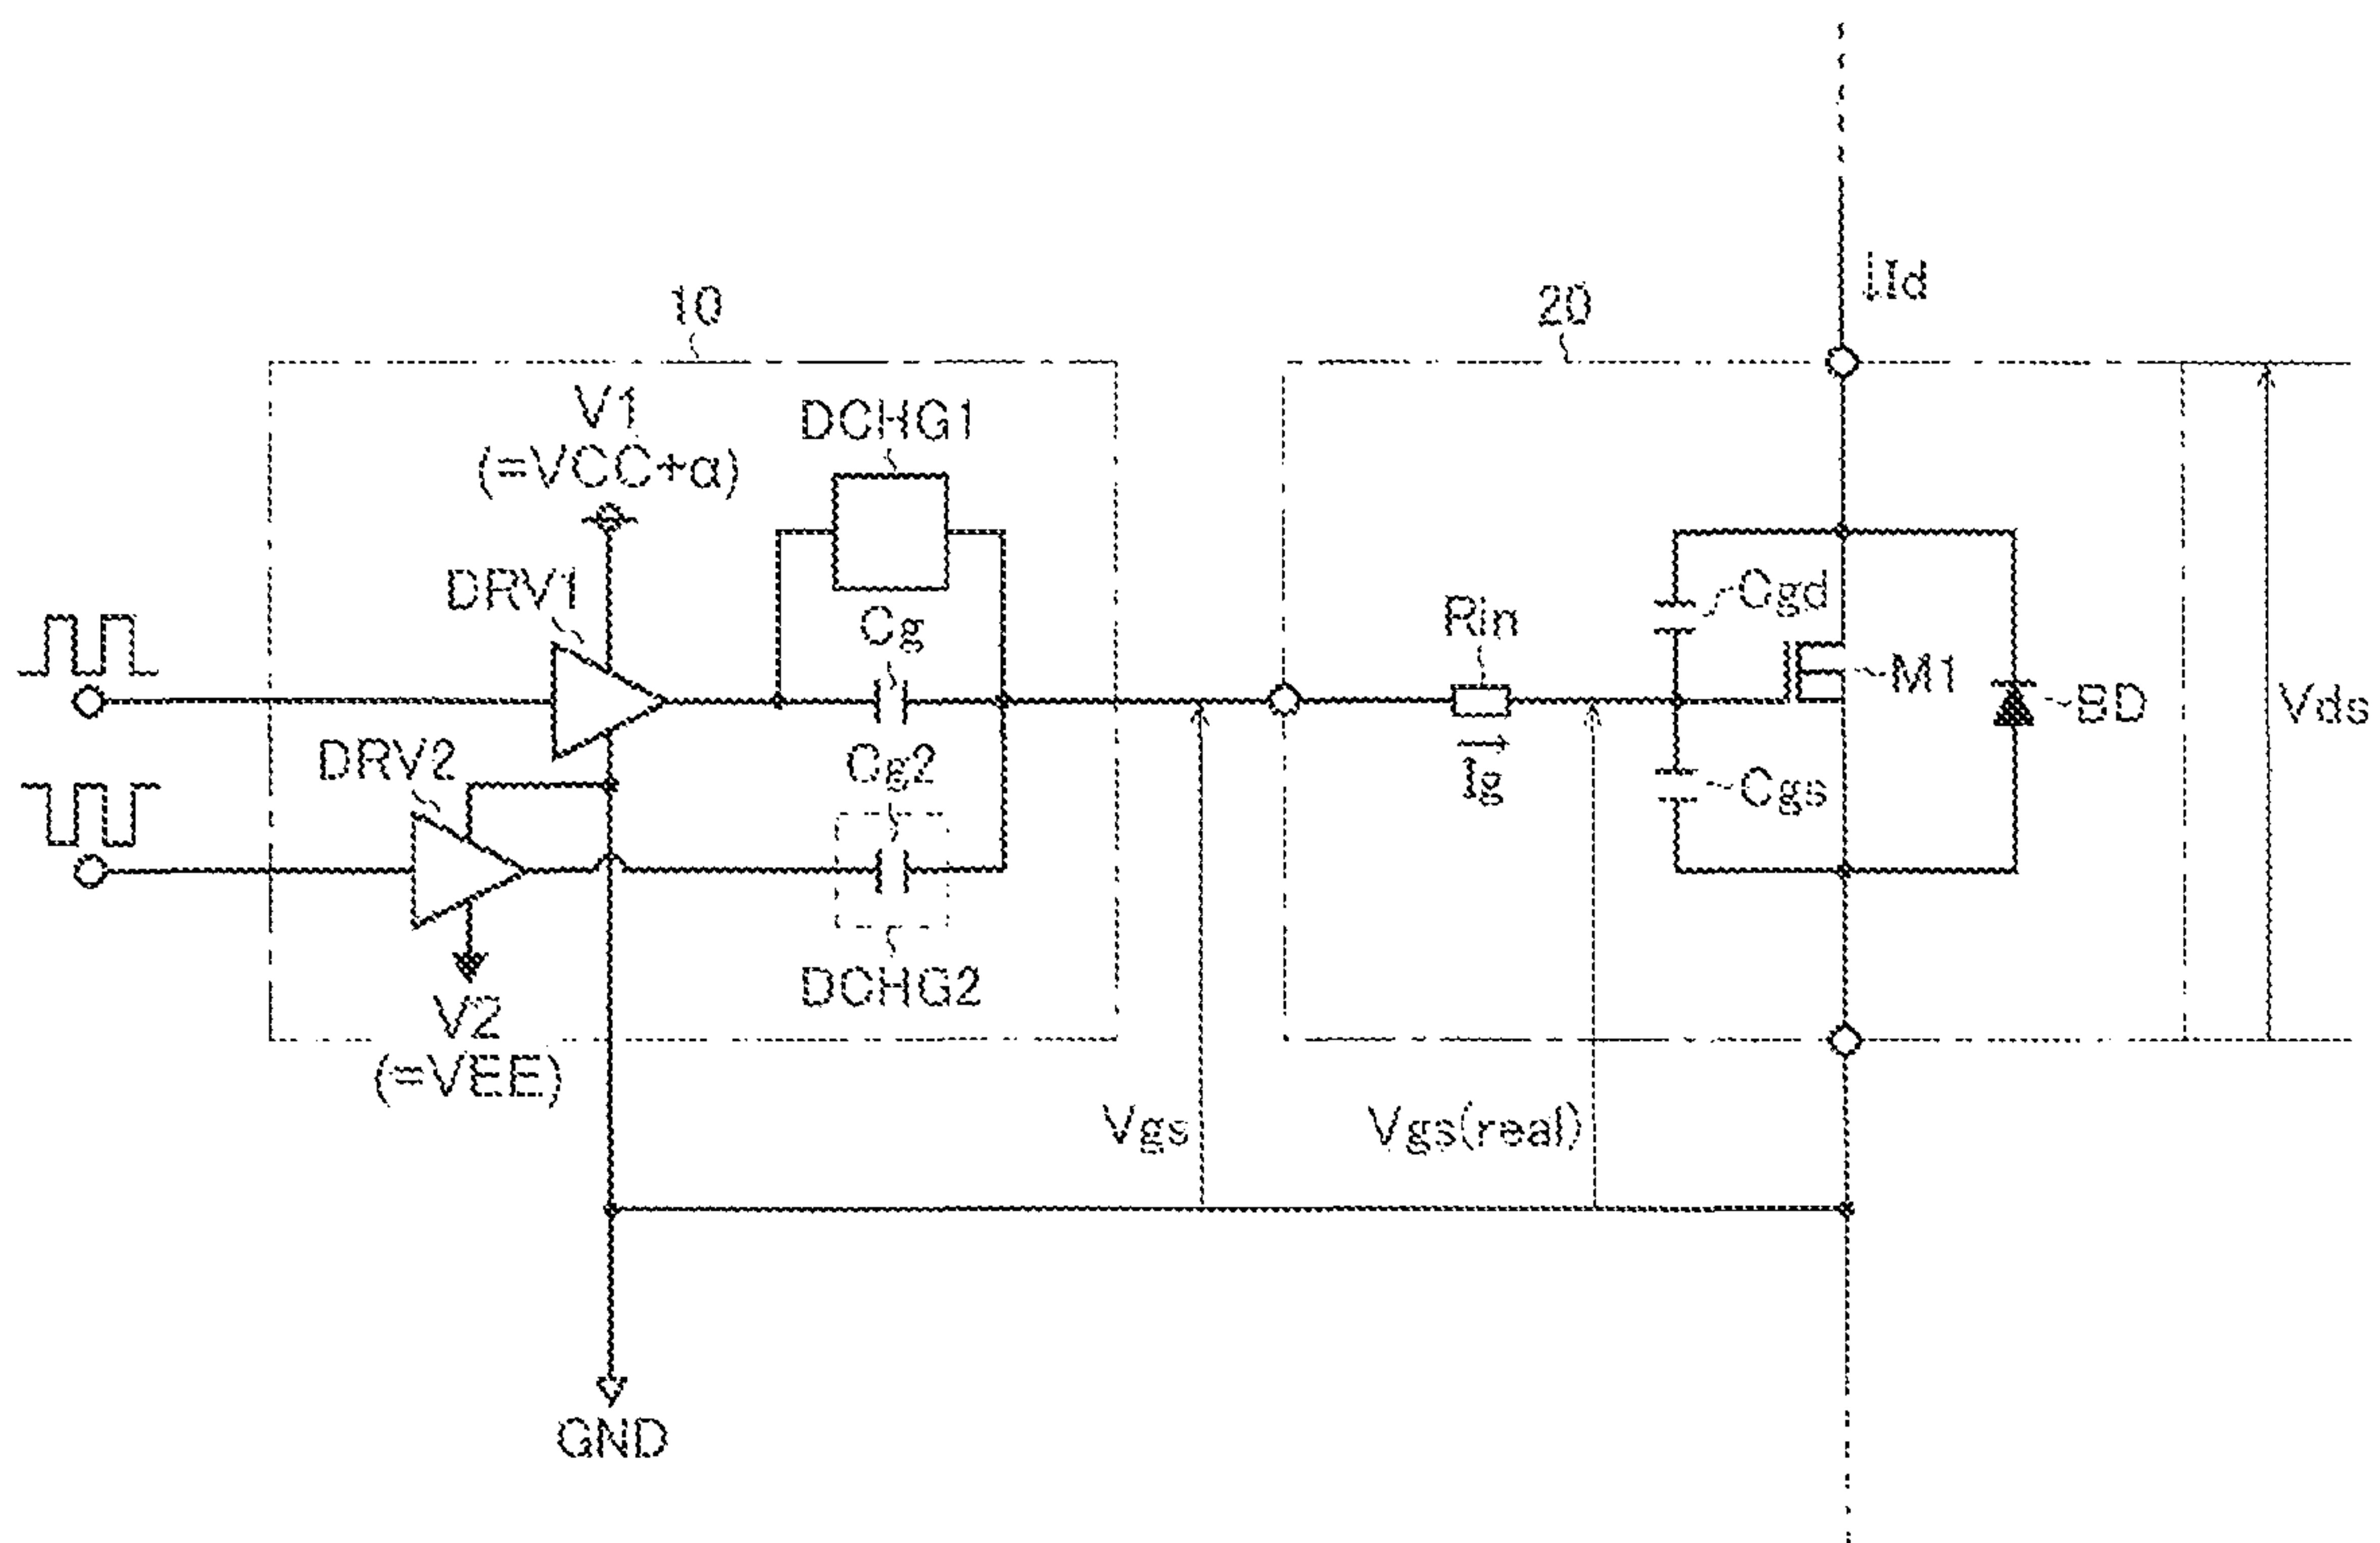 10
20
Id
V1
(=VCC+α)
DCHG1
DRV1
Cg
Rin
Cgd
M1
BD
Vds
DRV2
Cg2
Ig
Cgs
DCHG2
V2
(=VEE)
Vgs
Vgs(real)
GND